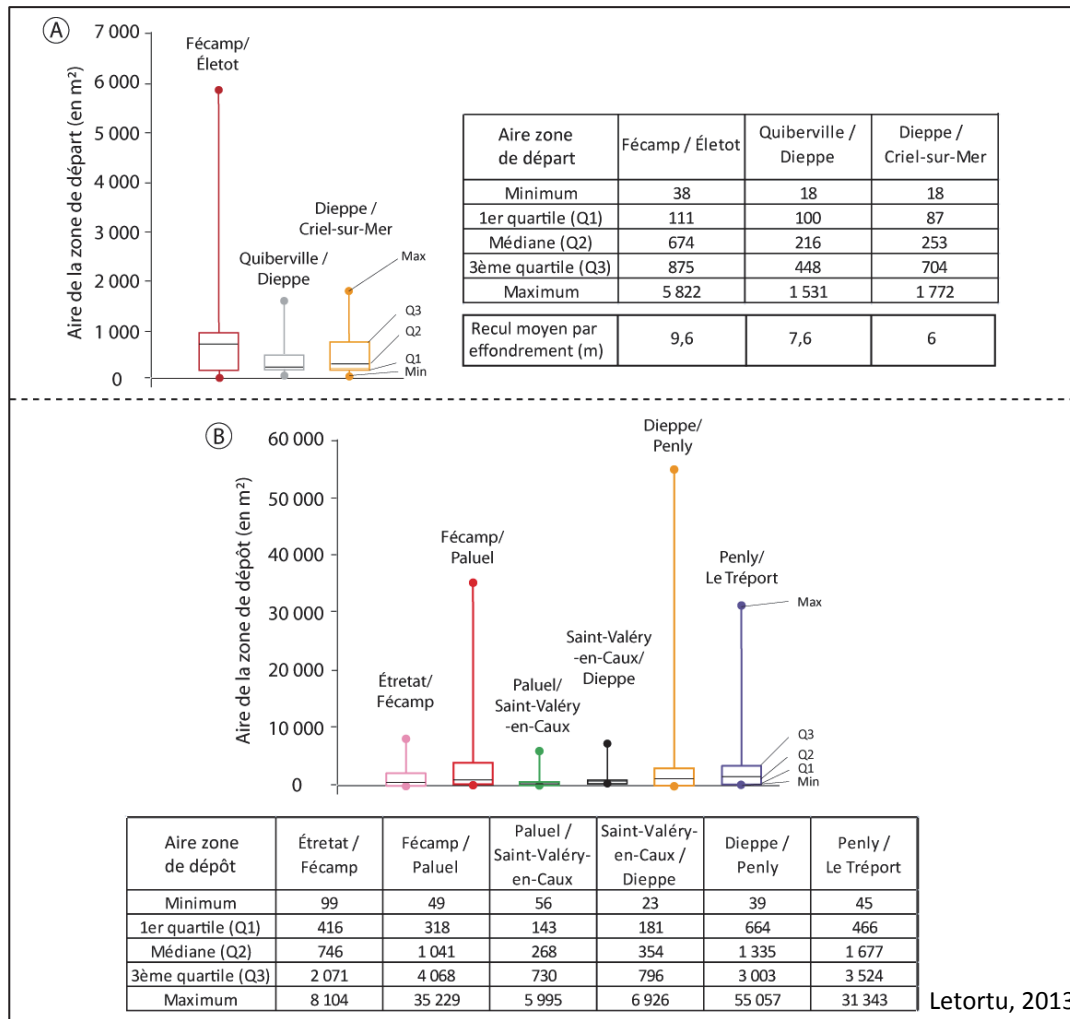 A
Aire de la zone de départ (en m²)
7 000
6 000
5 000
4 000
3 000
2 000
1 000
0
Fécamp/
Életot
Quiberville /
Dieppe
Dieppe /
Criel-sur-Mer
Max
Q3
Q2
Q1
Min
Aire zone
de départ
Fécamp / Életot
Quiberville /
Dieppe
Dieppe /
Criel-sur-Mer
Minimum 38 18 18
1er quartile (Q1) 111 100 87
Médiane (Q2) 674 216 253
3ème quartile (Q3) 875 448 704
Maximum 5 822 1 531 1 772
Recul moyen par
effondrement (m)
9,6 7,6 6
B
Aire de la zone de dépôt (en m²)
60 000
50 000
40 000
30 000
20 000
10 000
0
Étretat/
Fécamp
Fécamp/
Paluel
Paluel/
Saint-Valéry
-en-Caux
Saint-Valéry
-en-Caux/
Dieppe
Dieppe/
Penly
Penly/
Le Tréport
Max
Q3
Q2
Q1
Min
Aire zone
de dépôt
Étretat /
Fécamp
Fécamp /
Paluel
Paluel /
Saint-Valéry-
en-Caux
Saint-Valéry-
en-Caux /
Dieppe
Dieppe /
Penly
Penly /
Le Tréport
Minimum 99 49 56 23 39 45
1er quartile (Q1) 416 318 143 181 664 466
Médiane (Q2) 746 1 041 268 354 1 335 1 677
3ème quartile (Q3) 2 071 4 068 730 796 3 003 3 524
Maximum 8 104 35 229 5 995 6 926 55 057 31 343
Letortu, 2013